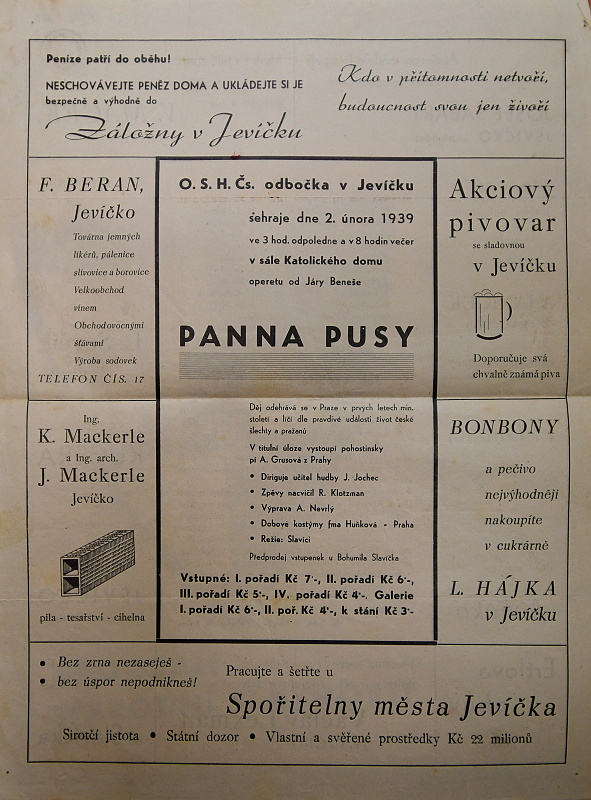 Peníze patří do oběhu!
NESCHOVÁVEJTE PENĚZ DOMA A UKLÁDEJTE SI JE
bezpečně a výhodně do
Záložny v Jevíčku
Kdo v přítomnosti netvoří,
budoucnost svou jen živoří
F. BERAN,
Jevíčko
Továrna jemných
likérů, pálenice
slivovice a borovice
Velkoobchod
vínem
Obchod ovocnými
šťávami
Výroba sodovek
TELEFON ČÍS. 17
O. S. H. Čs. odbočka v Jevíčku
sehraje dne 2. února 1939
ve 3 hod. odpoledne a v 8 hodin večer
v sále Katolického domu
operetu od Járy Beneše
PANNA PUSY
Děj odehrává se v Praze v prvých letech min.
století a líčí dle pravdivé události život české
šlechty a pražanů
V titulní úloze vystoupí pohostinsky
pí A. Grusová z Prahy
• Diriguje učitel hudby J. Jochec
• Zpěvy nacvičil R. Klotzman
• Výprava A. Nevrlý
• Dobové kostýmy fma Huňková - Praha
• Režie: Slavíci
Předprodej vstupenek u Bohumila Slavíčka
Vstupné: I. pořadí Kč 7·-, II. pořadí Kč 6·-,
III. pořadí Kč 5·-, IV. pořadí Kč 4·-. Galerie
I. pořadí Kč 6·-, II. poř. Kč 4·-, k stání Kč 3·-
Akciový
pivovar
se sladovnou
v Jevíčku
Doporučuje svá
chvalně známá piva
Ing.
K. Mackerle
a Ing. arch.
J. Mackerle
Jevíčko
pila - tesařství - cihelna
BONBONY
a pečivo
nejvýhodněji
nakoupíte
v cukrárně
L. HÁJKA
v Jevíčku
• Bez zrna nezaseješ -
• bez úspor nepodnikneš!
Pracujte a šetřte u
Spořitelny města Jevíčka
Sirotčí jistota • Státní dozor • Vlastní a svěřené prostředky Kč 22 milionů